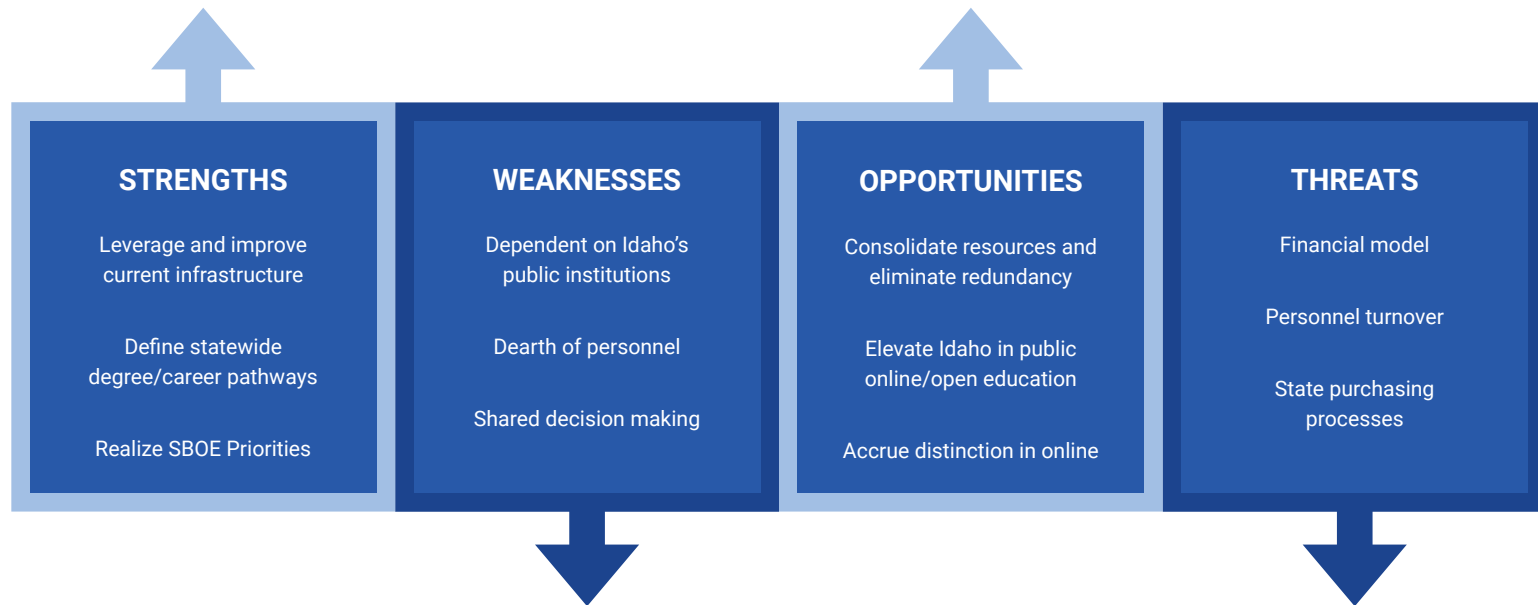 STRENGTHS
Leverage and improve
current infrastructure
Define statewide
degree/career pathways
Realize SBOE Priorities
WEAKNESSES
Dependent on Idaho’s
public institutions
Dearth of personnel
Shared decision making
OPPORTUNITIES
Consolidate resources and
eliminate redundancy
Elevate Idaho in public
online/open education
Accrue distinction in online
THREATS
Financial model
Personnel turnover
State purchasing
processes